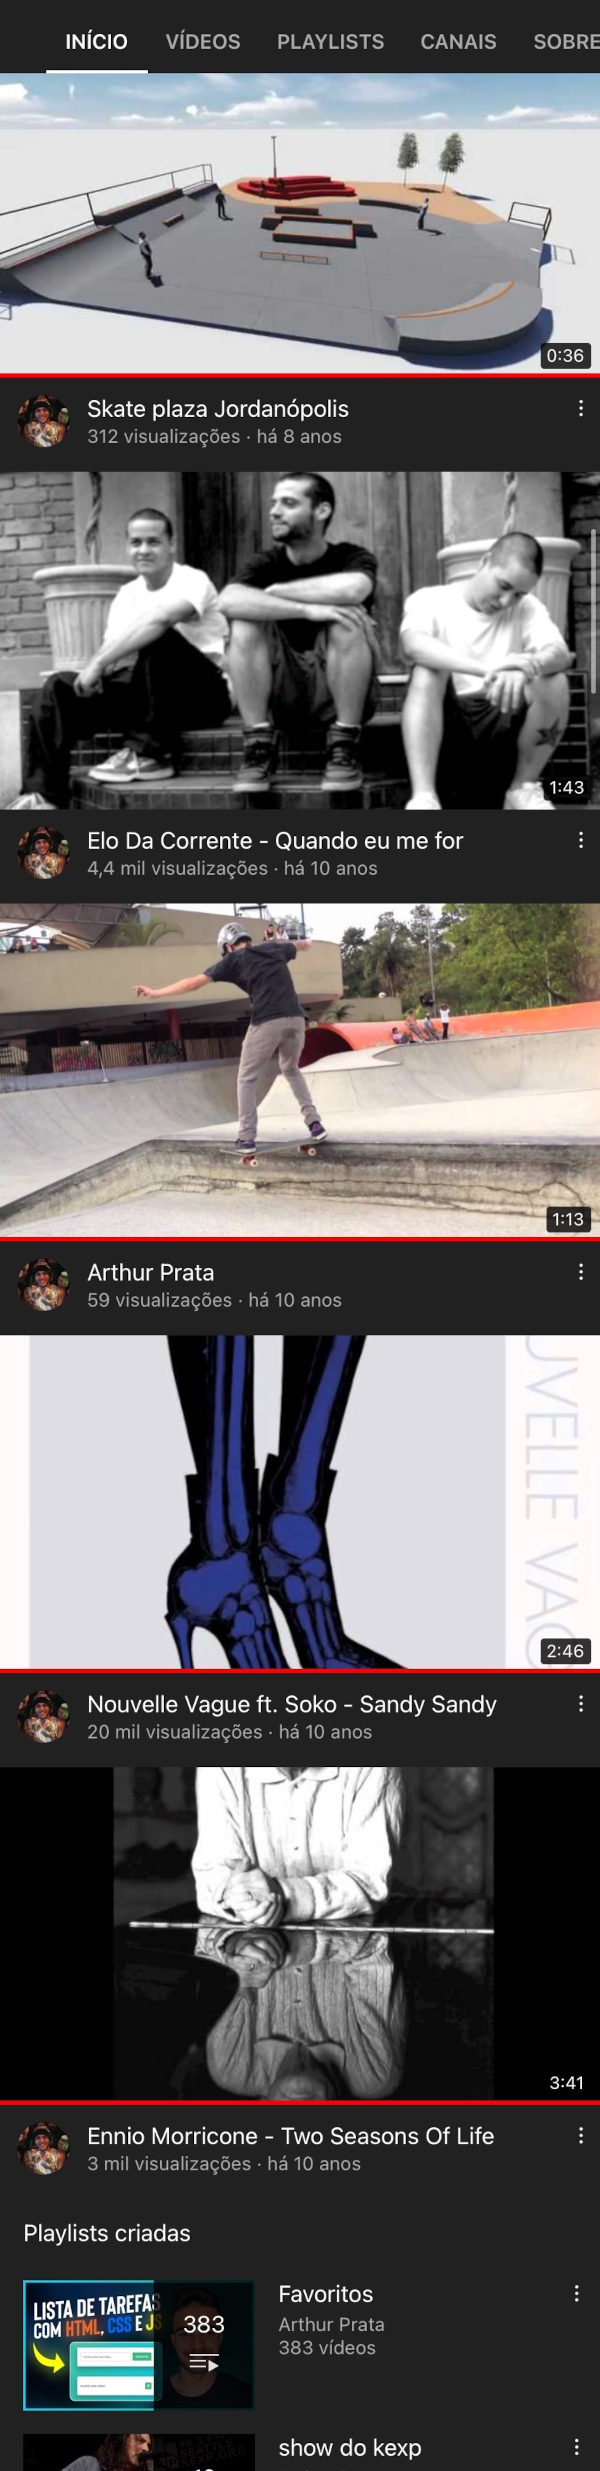 INÍCIO VÍDEOS PLAYLISTS CANAIS SOBRE
0:36
Skate plaza Jordanópolis
312 visualizações · há 8 anos
1:43
Elo Da Corrente - Quando eu me for
4,4 mil visualizações · há 10 anos
1:13
Arthur Prata
59 visualizações · há 10 anos
UVELLE VAG
2:46
Nouvelle Vague ft. Soko - Sandy Sandy
20 mil visualizações · há 10 anos
3:41
Ennio Morricone - Two Seasons Of Life
3 mil visualizações · há 10 anos
Playlists criadas
LISTA DE TAREFAS
COM HTML, CSS E JS
383
Favoritos
Arthur Prata
383 vídeos
KEXP.ORG
show do kexp